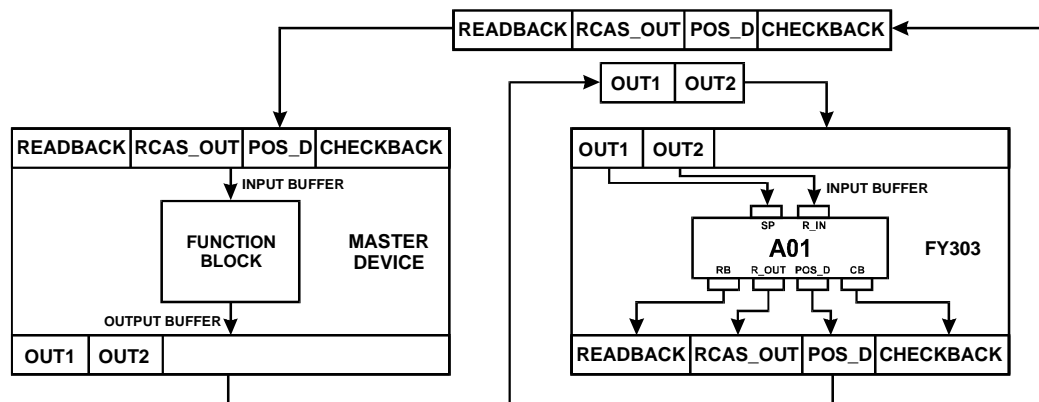 READBACK RCAS_OUT POS_D CHECKBACK
OUT1 OUT2
READBACK RCAS_OUT POS_D CHECKBACK
INPUT BUFFER
FUNCTION
BLOCK
MASTER
DEVICE
OUTPUT BUFFER
OUT1 OUT2
OUT1 OUT2
INPUT BUFFER
SP R_IN
A01
FY303
RB R_OUT POS_D CB
READBACK RCAS_OUT POS_D CHECKBACK